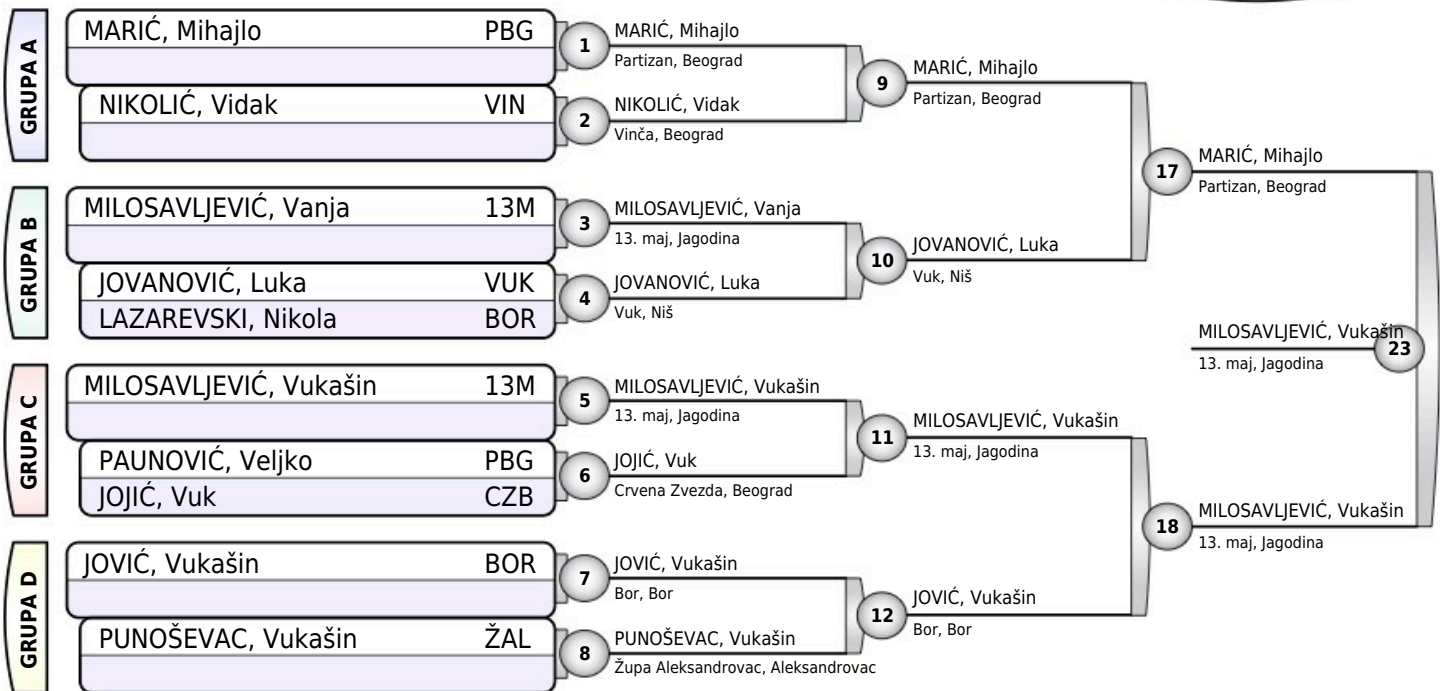 GRUPA A
MARIĆ, Mihajlo PBG
NIKOLIĆ, Vidak VIN
GRUPA B
MILOSAVLJEVIĆ, Vanja 13M
JOVANOVIĆ, Luka VUK
LAZAREVSKI, Nikola BOR
GRUPA C
MILOSAVLJEVIĆ, Vukašin 13M
PAUNOVIĆ, Veljko PBG
JOJIĆ, Vuk CZB
GRUPA D
JOVIĆ, Vukašin BOR
PUNOŠEVAC, Vukašin ŽAL
1
MARIĆ, Mihajlo
Partizan, Beograd
2
NIKOLIĆ, Vidak
Vinča, Beograd
3
MILOSAVLJEVIĆ, Vanja
13. maj, Jagodina
4
JOVANOVIĆ, Luka
Vuk, Niš
5
MILOSAVLJEVIĆ, Vukašin
13. maj, Jagodina
6
JOJIĆ, Vuk
Crvena Zvezda, Beograd
7
JOVIĆ, Vukašin
Bor, Bor
8
PUNOŠEVAC, Vukašin
Župa Aleksandrovac, Aleksandrovac
9
MARIĆ, Mihajlo
Partizan, Beograd
10
JOVANOVIĆ, Luka
Vuk, Niš
11
MILOSAVLJEVIĆ, Vukašin
13. maj, Jagodina
12
JOVIĆ, Vukašin
Bor, Bor
17
MARIĆ, Mihajlo
Partizan, Beograd
18
MILOSAVLJEVIĆ, Vukašin
13. maj, Jagodina
MILOSAVLJEVIĆ, Vukašin
13. maj, Jagodina
23